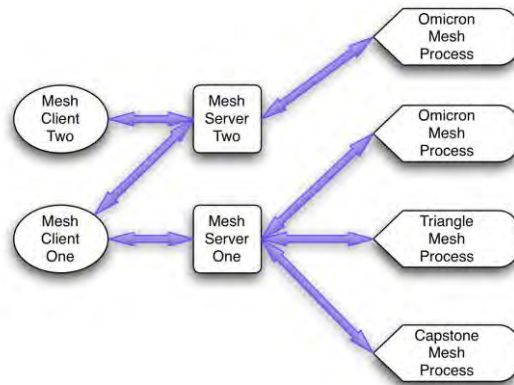 Omicron
Mesh
Process
Mesh
Client
Two
Mesh
Server
Two
Omicron
Mesh
Process
Mesh
Client
One
Mesh
Server
One
Triangle
Mesh
Process
Capstone
Mesh
Process